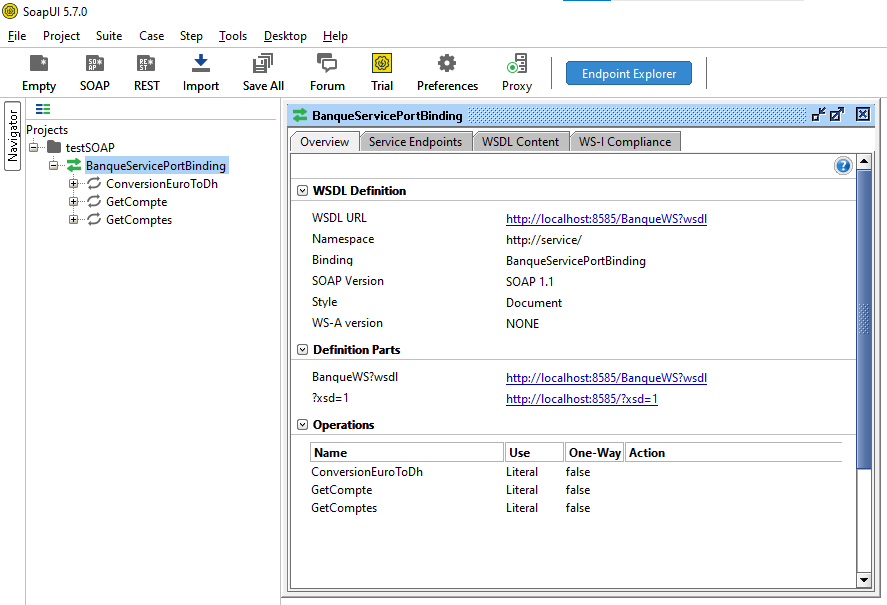 SoapUI 5.7.0
File Project Suite Case Step Tools Desktop Help
Empty SOAP REST Import Save All Forum Trial Preferences Proxy Endpoint Explorer
Navigator
Projects
testSOAP
BanqueServicePortBinding
ConversionEuroToDh
GetCompte
GetComptes
BanqueServicePortBinding
Overview Service Endpoints WSDL Content WS-I Compliance
WSDL Definition
WSDL URL http://localhost:8585/BanqueWS?wsdl
Namespace http://service/
Binding BanqueServicePortBinding
SOAP Version SOAP 1.1
Style Document
WS-A version NONE
Definition Parts
BanqueWS?wsdl http://localhost:8585/BanqueWS?wsdl
?xsd=1 http://localhost:8585/?xsd=1
Operations
Name Use One-Way Action
ConversionEuroToDh Literal false
GetCompte Literal false
GetComptes Literal false